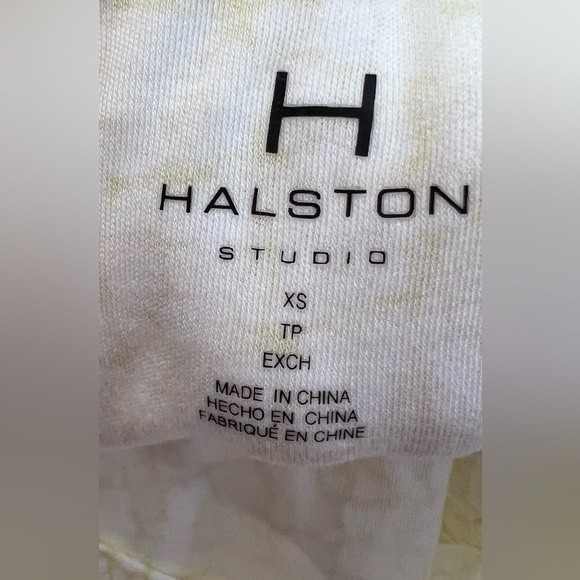 H
HALSTON
STUDIO
XS
TP
EXCH
MADE IN CHINA
HECHO EN CHINA
FABRIQUÉ EN CHINE